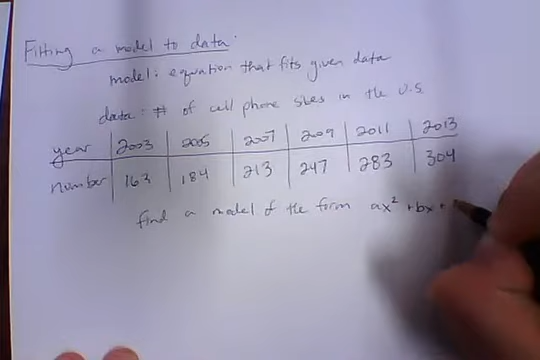 Fitting a model to data:
model: equation that fits given data
data: # of cell phone sites in the U.S
year 2003 2005 2007 2009 2011 2013
number 163 184 213 247 283 304
find a model of the form ax² + bx +